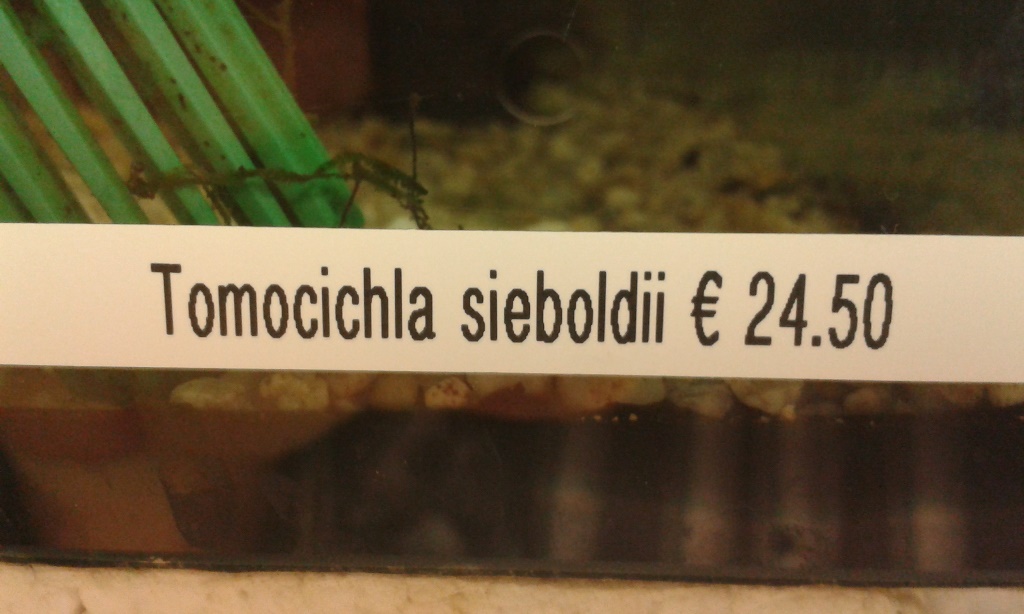 Tomocichla sieboldii € 24.50